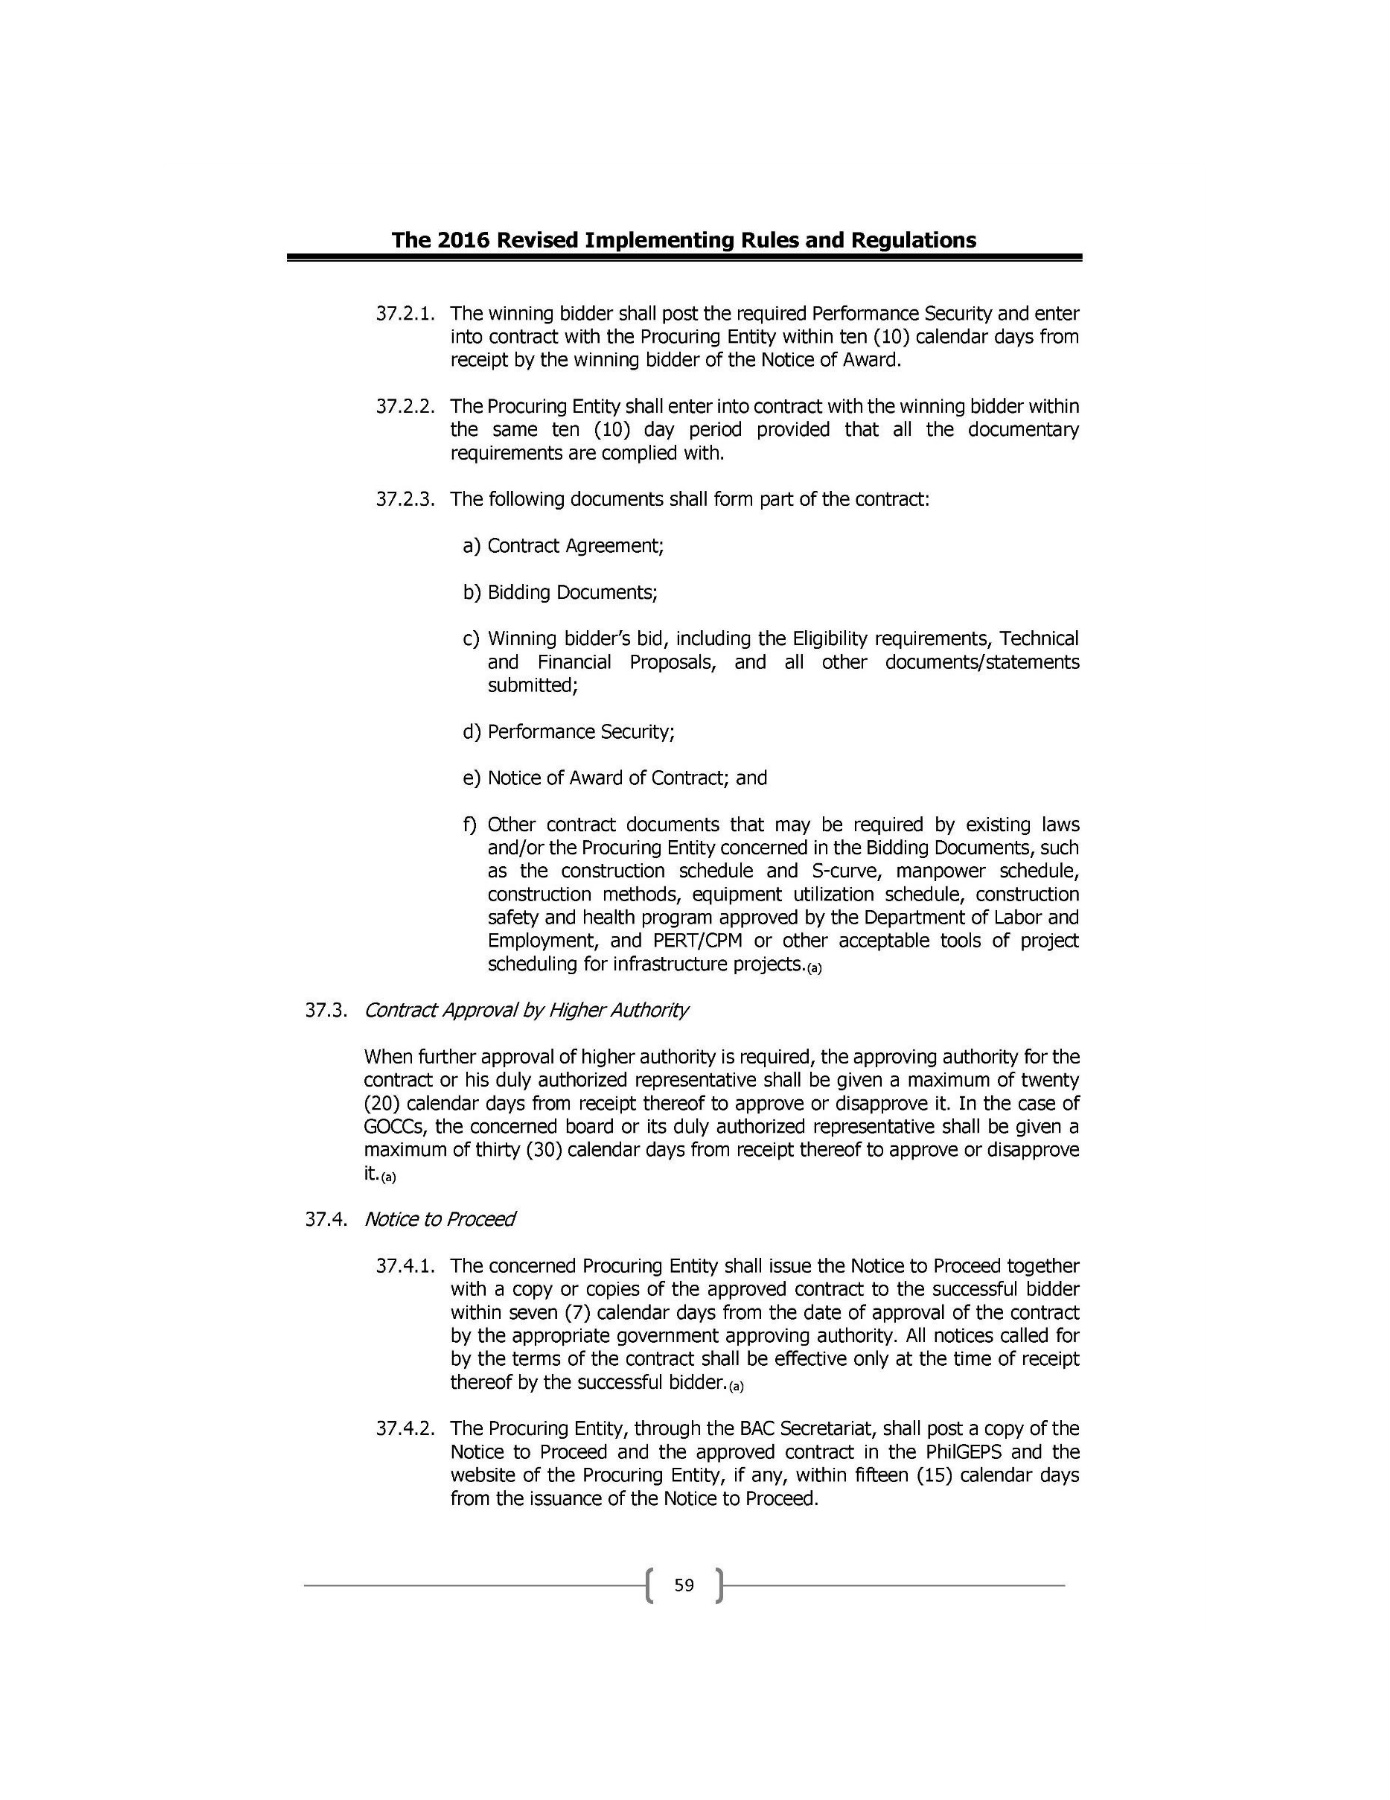 The 2016 Revised Implementing Rules and Regulations
37.2.1. The winning bidder shall post the required Performance Security and enter
into contract with the Procuring Entity within ten (10) calendar days from
receipt by the winning bidder of the Notice of Award.
37.2.2. The Procuring Entity shall enter into contract with the winning bidder within
the same ten (10) day period provided that all the documentary
requirements are complied with.
37.2.3. The following documents shall form part of the contract:
a) Contract Agreement;
b) Bidding Documents;
c) Winning bidder's bid, including the Eligibility requirements, Technical
and Financial Proposals, and all other documents/statements
submitted;
d) Performance Security;
e) Notice of Award of Contract; and
f) Other contract documents that may be required by existing laws
and/or the Procuring Entity concerned in the Bidding Documents, such
as the construction schedule and S-curve, manpower schedule,
construction methods, equipment utilization schedule, construction
safety and health program approved by the Department of Labor and
Employment, and PERT/CPM or other acceptable tools of project
scheduling for infrastructure projects.(a)
37.3. Contract Approval by Higher Authority
When further approval of higher authority is required, the approving authority for the
contract or his duly authorized representative shall be given a maximum of twenty
(20) calendar days from receipt thereof to approve or disapprove it. In the case of
GOCCs, the concerned board or its duly authorized representative shall be given a
maximum of thirty (30) calendar days from receipt thereof to approve or disapprove
it.(a)
37.4. Notice to Proceed
37.4.1. The concerned Procuring Entity shall issue the Notice to Proceed together
with a copy or copies of the approved contract to the successful bidder
within seven (7) calendar days from the date of approval of the contract
by the appropriate government approving authority. All notices called for
by the terms of the contract shall be effective only at the time of receipt
thereof by the successful bidder.(a)
37.4.2. The Procuring Entity, through the BAC Secretariat, shall post a copy of the
Notice to Proceed and the approved contract in the PhilGEPS and the
website of the Procuring Entity, if any, within fifteen (15) calendar days
from the issuance of the Notice to Proceed.
59